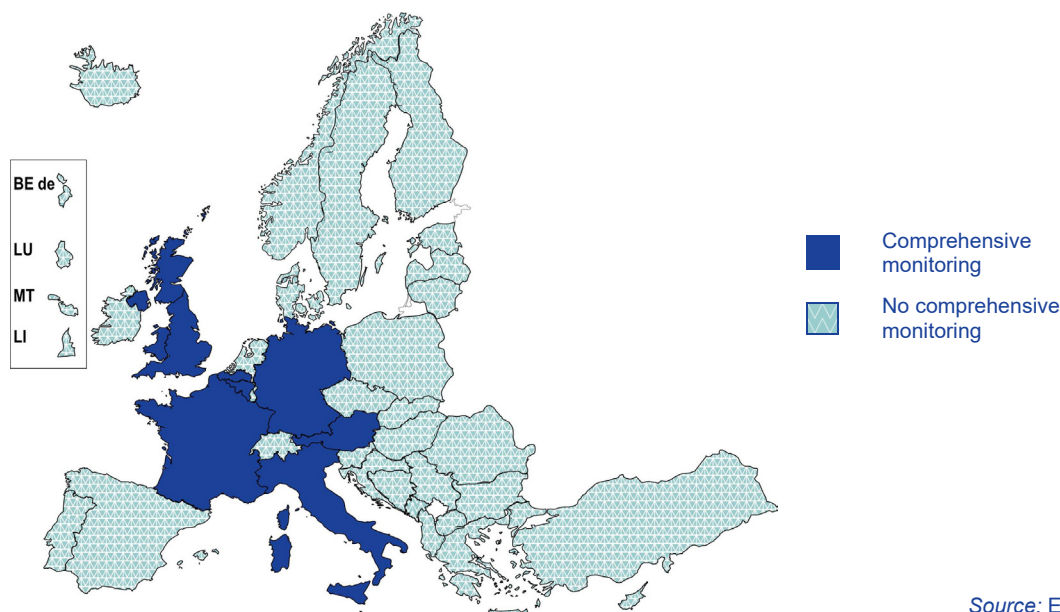 BE de
LU
MT
LI
Comprehensive
monitoring
No comprehensive
monitoring
Source: E